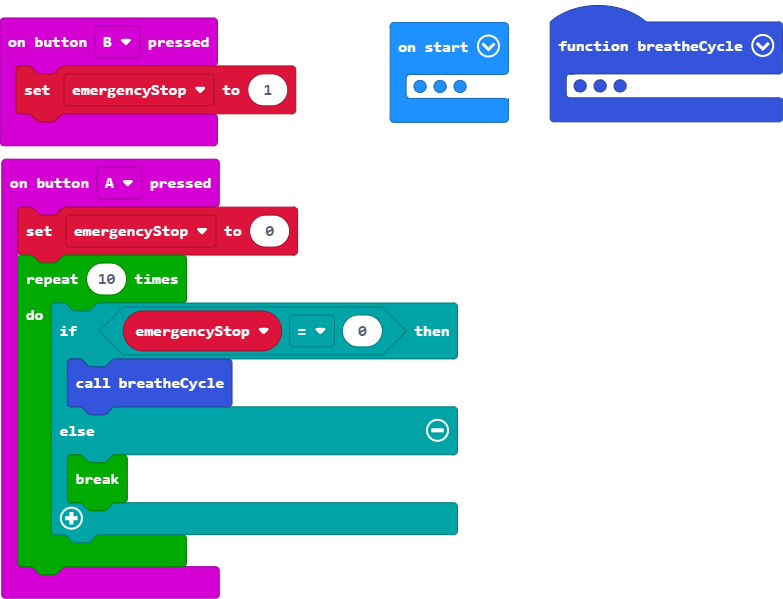 on button B pressed
set emergencyStop to 1
on start
function breatheCycle
on button A pressed
set emergencyStop to 0
repeat 10 times
do
if emergencyStop = 0 then
call breatheCycle
else
break